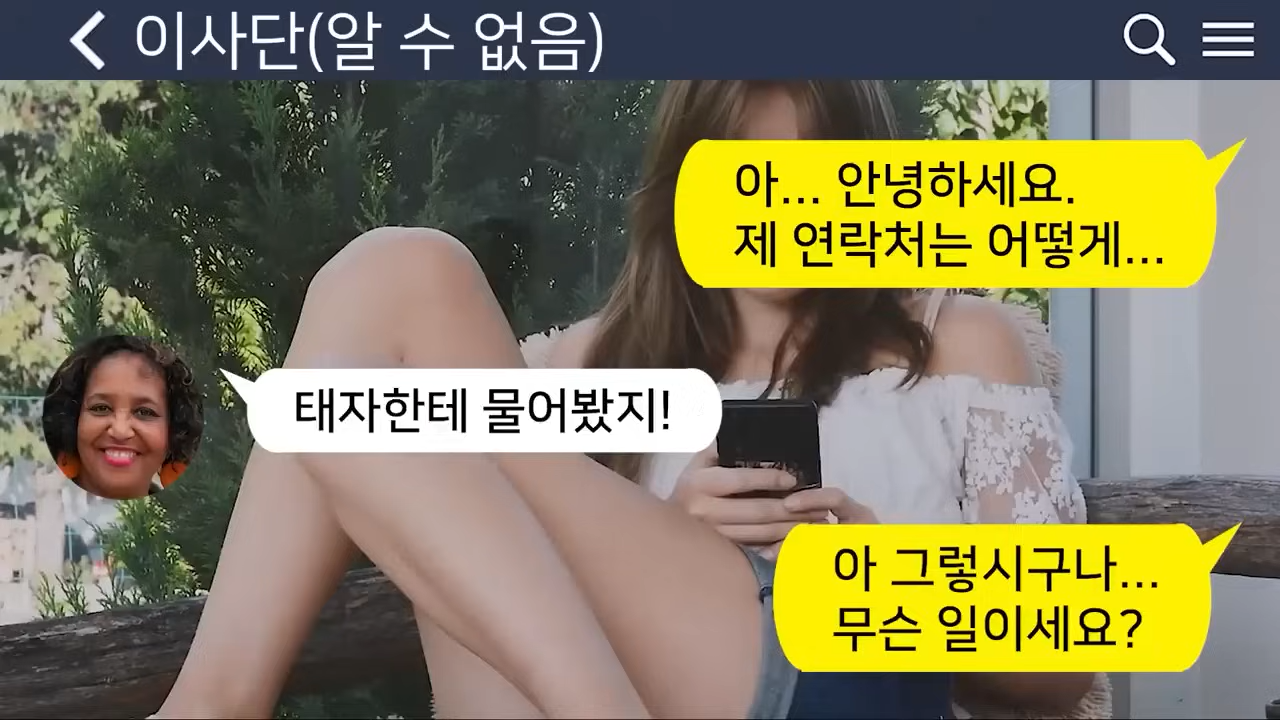 이사단(알 수 없음)
아... 안녕하세요.
제 연락처는 어떻게...
태자한테 물어봤지!
아 그렇시구나...
무슨 일이세요?